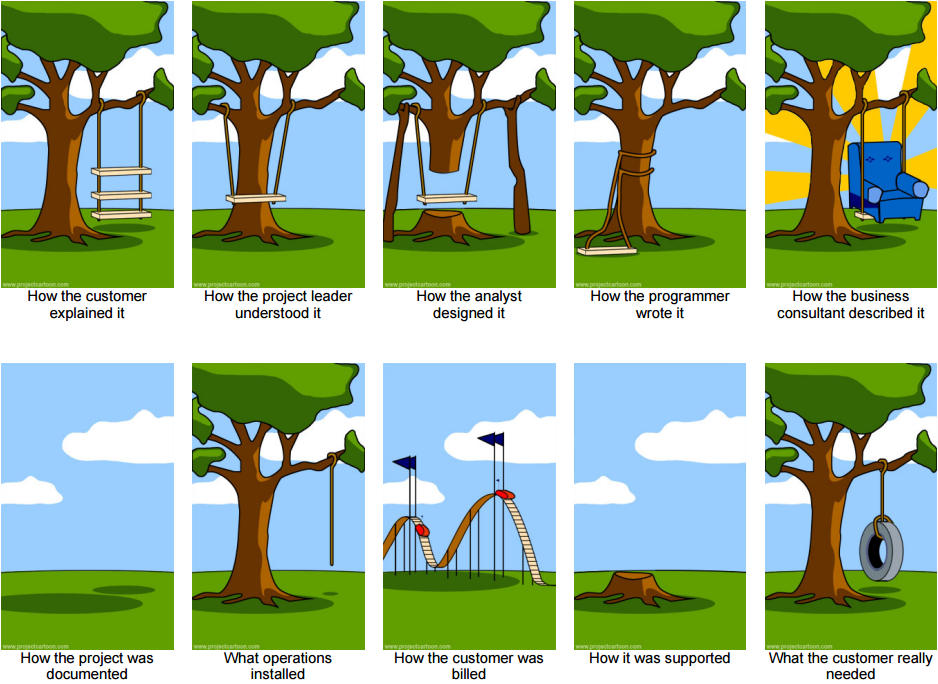 www.projectcartoon.com
www.projectcartoon.com
www.projectcartoon.com
www.projectcartoon.com
www.projectcartoon.com
How the customer
explained it
How the project leader
understood it
How the analyst
designed it
How the programmer
wrote it
How the business
consultant described it
www.projectcartoon.com
www.projectcartoon.com
www.projectcartoon.com
www.projectcartoon.com
www.projectcartoon.com
How the project was
documented
What operations
installed
How the customer was
billed
How it was supported
What the customer really
needed